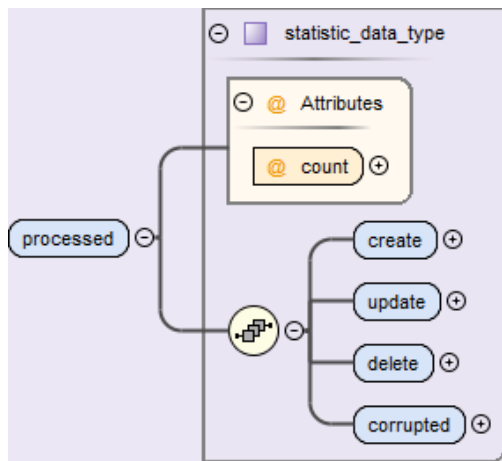 statistic_data_type
@ Attributes
@ count
processed
create
update
delete
corrupted